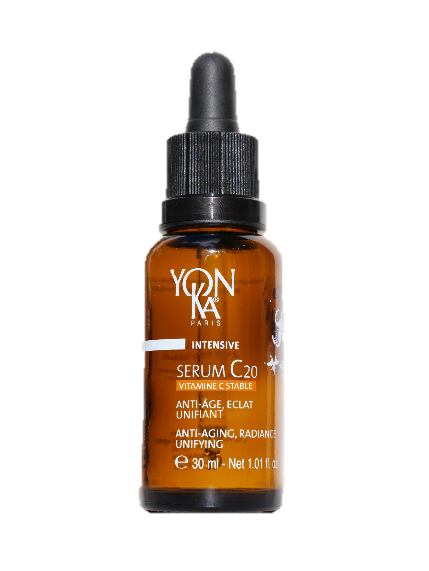 YON
KA®
PARIS
INTENSIVE
SERUM C20
VITAMINE C STABLE
ANTI-ÂGE, ECLAT
UNIFIANT
ANTI-AGING, RADIANCE
UNIFYING
℮ 30 ml - Net 1.01 fl. oz